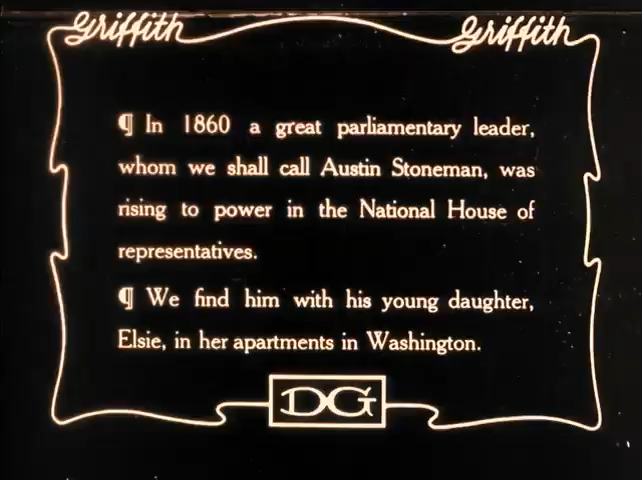 Griffith Griffith
¶ In 1860 a great parliamentary leader,
whom we shall call Austin Stoneman, was
rising to power in the National House of
representatives.
¶ We find him with his young daughter,
Elsie, in her apartments in Washington.
DG